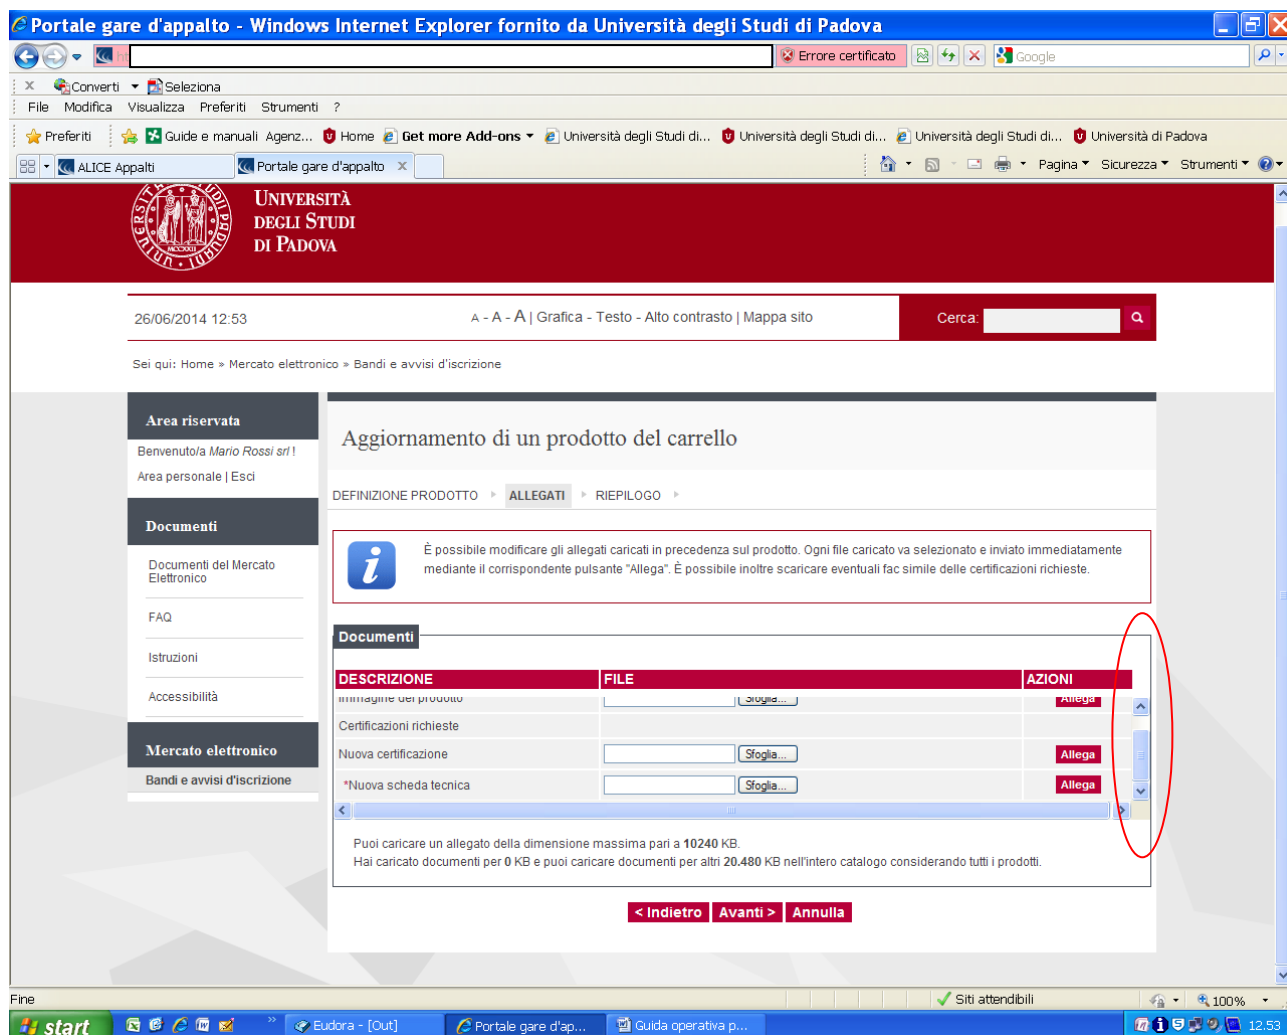 Portale gare d'appalto - Windows Internet Explorer fornito da Università degli Studi di Padova
Errore certificato
Google
x Converti Seleziona
File Modifica Visualizza Preferiti Strumenti ?
Preferiti Guide e manuali Agenz... Home Get more Add-ons Università degli Studi di... Università degli Studi di... Università degli Studi di... Università di Padova
ALICE Appalti Portale gare d'appalto x Pagina Sicurezza Strumenti
UNIVERSITÀ
DEGLI STUDI
DI PADOVA
26/06/2014 12:53
A - A - A | Grafica - Testo - Alto contrasto | Mappa sito
Cerca:
Sei qui: Home » Mercato elettronico » Bandi e avvisi d'iscrizione
Area riservata
Benvenuto/a Mario Rossi srl !
Area personale | Esci
Documenti
Documenti del Mercato
Elettronico
FAQ
Istruzioni
Accessibilità
Mercato elettronico
Bandi e avvisi d'iscrizione
Aggiornamento di un prodotto del carrello
DEFINIZIONE PRODOTTO ALLEGATI RIEPILOGO
È possibile modificare gli allegati caricati in precedenza sul prodotto. Ogni file caricato va selezionato e inviato immediatamente
mediante il corrispondente pulsante "Allega". È possibile inoltre scaricare eventuali fac simile delle certificazioni richieste.
Documenti
DESCRIZIONE FILE AZIONI
Immagine del prodotto Sfoglia... Allega
Certificazioni richieste
Nuova certificazione Sfoglia... Allega
*Nuova scheda tecnica Sfoglia... Allega
Puoi caricare un allegato della dimensione massima pari a 10240 KB.
Hai caricato documenti per 0 KB e puoi caricare documenti per altri 20.480 KB nell'intero catalogo considerando tutti i prodotti.
< Indietro Avanti > Annulla
Fine
Siti attendibili
100%
start Eudora - [Out] Portale gare d'ap... Guida operativa p... 12.53